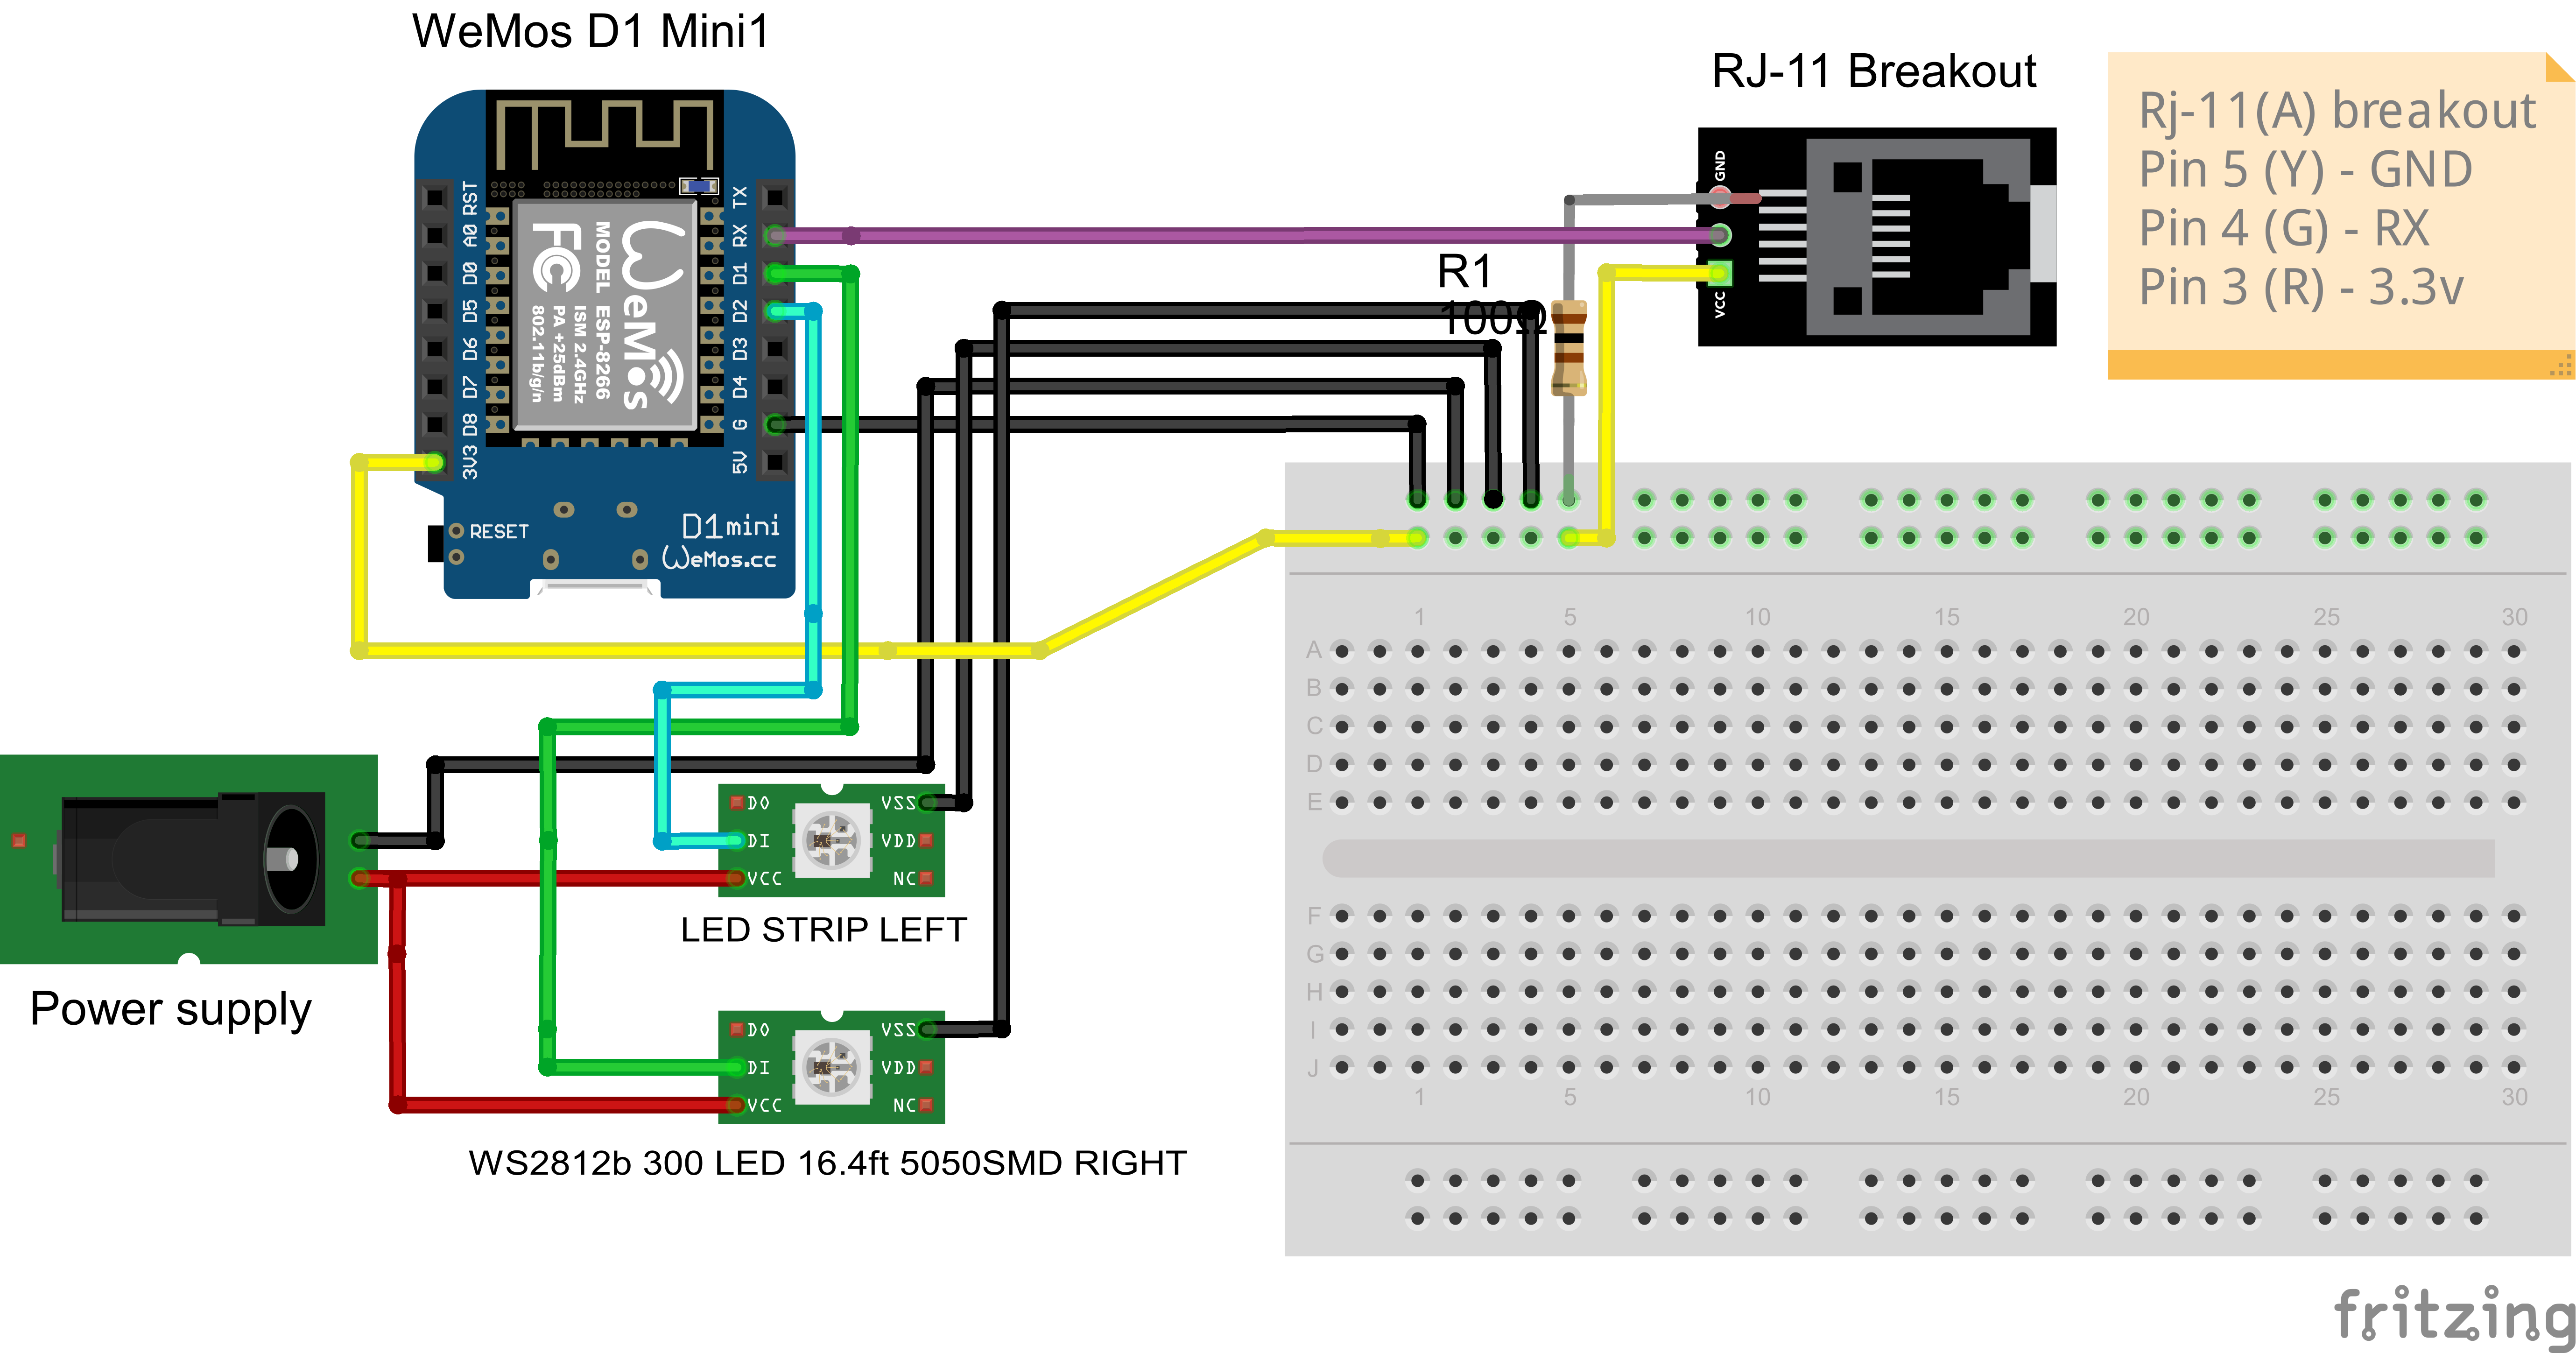 WeMos D1 Mini1
RJ-11 Breakout
Rj-11(A) breakout
Pin 5 (Y) - GND
Pin 4 (G) - RX
Pin 3 (R) - 3.3v
RST
A0
D0
D5
D6
D7
D8
3V3
TX
RX
D1
D2
D3
D4
G
5V
WeMos
MODEL ESP-8266
ISM 2.4GHz
PA +25dBm
802.11b/g/n
FC
RESET
D1mini
WeMos.cc
GND
VCC
R1
100Ω
1 5 10 15 20 25 30
A
B
C
D
E
F
G
H
I
J
1 5 10 15 20 25 30
DO VSS
DI VDD
VCC NC
LED STRIP LEFT
Power supply
DO VSS
DI VDD
VCC NC
WS2812b 300 LED 16.4ft 5050SMD RIGHT
fritzing